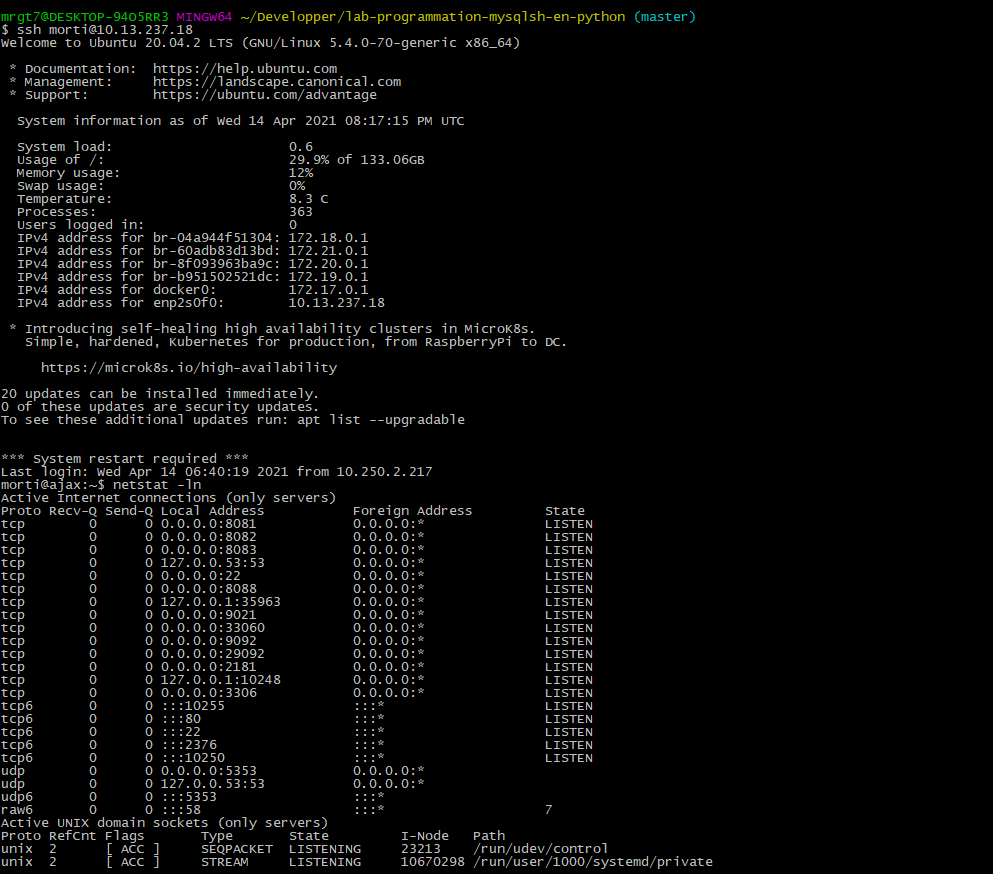 mrgt7@DESKTOP-94O5RR3 MINGW64 ~/Developper/lab-programmation-mysqlsh-en-python (master)
$ ssh morti@10.13.237.18
Welcome to Ubuntu 20.04.2 LTS (GNU/Linux 5.4.0-70-generic x86_64)

 * Documentation:  https://help.ubuntu.com
 * Management:     https://landscape.canonical.com
 * Support:        https://ubuntu.com/advantage

  System information as of Wed 14 Apr 2021 08:17:15 PM UTC

  System load:                      0.6
  Usage of /:                       29.9% of 133.06GB
  Memory usage:                     12%
  Swap usage:                       0%
  Temperature:                      8.3 C
  Processes:                        363
  Users logged in:                  0
  IPv4 address for br-04a944f51304: 172.18.0.1
  IPv4 address for br-60adb83d13bd: 172.21.0.1
  IPv4 address for br-8f093963ba9c: 172.20.0.1
  IPv4 address for br-b951502521dc: 172.19.0.1
  IPv4 address for docker0:         172.17.0.1
  IPv4 address for enp2s0f0:        10.13.237.18

 * Introducing self-healing high availability clusters in MicroK8s.
   Simple, hardened, Kubernetes for production, from RaspberryPi to DC.

     https://microk8s.io/high-availability

20 updates can be installed immediately.
0 of these updates are security updates.
To see these additional updates run: apt list --upgradable

*** System restart required ***
Last login: Wed Apr 14 06:40:19 2021 from 10.250.2.217
morti@ajax:~$ netstat -ln
Active Internet connections (only servers)
Proto Recv-Q Send-Q Local Address           Foreign Address         State
tcp        0      0 0.0.0.0:8081            0.0.0.0:*               LISTEN
tcp        0      0 0.0.0.0:8082            0.0.0.0:*               LISTEN
tcp        0      0 0.0.0.0:8083            0.0.0.0:*               LISTEN
tcp        0      0 127.0.0.53:53           0.0.0.0:*               LISTEN
tcp        0      0 0.0.0.0:22              0.0.0.0:*               LISTEN
tcp        0      0 0.0.0.0:8088            0.0.0.0:*               LISTEN
tcp        0      0 127.0.0.1:35963         0.0.0.0:*               LISTEN
tcp        0      0 0.0.0.0:9021            0.0.0.0:*               LISTEN
tcp        0      0 0.0.0.0:33060           0.0.0.0:*               LISTEN
tcp        0      0 0.0.0.0:9092            0.0.0.0:*               LISTEN
tcp        0      0 0.0.0.0:29092           0.0.0.0:*               LISTEN
tcp        0      0 0.0.0.0:2181            0.0.0.0:*               LISTEN
tcp        0      0 127.0.0.1:10248         0.0.0.0:*               LISTEN
tcp        0      0 0.0.0.0:3306            0.0.0.0:*               LISTEN
tcp6       0      0 :::10255                :::*                    LISTEN
tcp6       0      0 :::80                   :::*                    LISTEN
tcp6       0      0 :::22                   :::*                    LISTEN
tcp6       0      0 :::2376                 :::*                    LISTEN
tcp6       0      0 :::10250                :::*                    LISTEN
udp        0      0 0.0.0.0:5353            0.0.0.0:*
udp        0      0 127.0.0.53:53           0.0.0.0:*
udp6       0      0 :::5353                 :::*
raw6       0      0 :::58                   :::*                    7
Active UNIX domain sockets (only servers)
Proto RefCnt Flags       Type       State         I-Node   Path
unix  2      [ ACC ]     SEQPACKET  LISTENING     23213    /run/udev/control
unix  2      [ ACC ]     STREAM     LISTENING     10670298 /run/user/1000/systemd/private